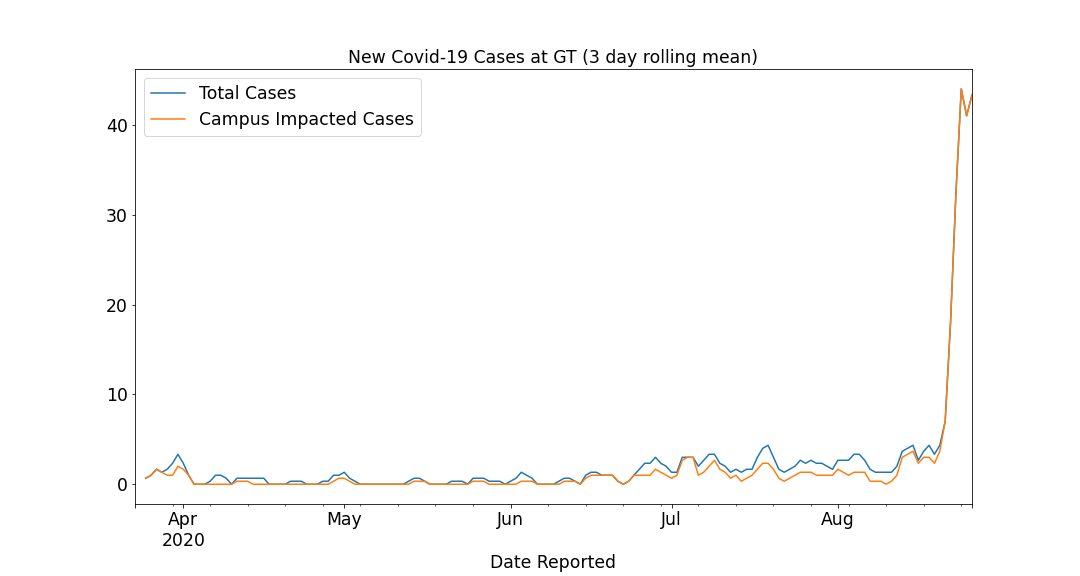 New Covid-19 Cases at GT (3 day rolling mean)
Total Cases
Campus Impacted Cases
40
30
20
10
0
Apr
2020
May
Jun
Jul
Aug
Date Reported